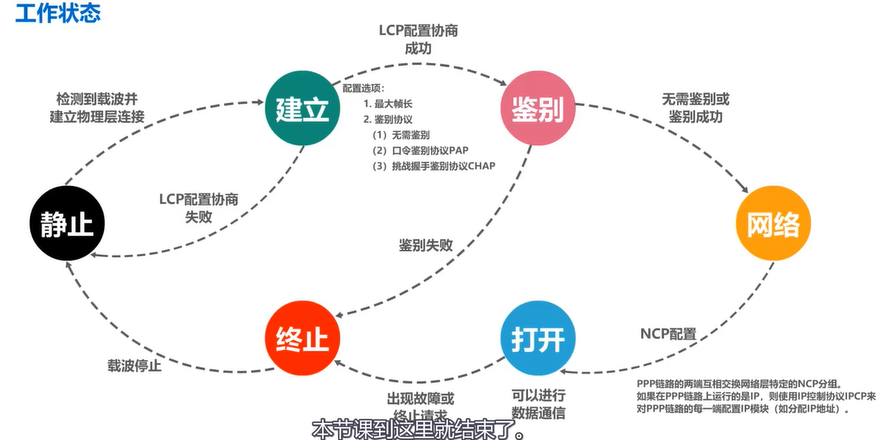 工作状态
LCP配置协商
成功
检测到载波并
建立物理层连接
建立
配置选项：
1. 最大帧长
2. 鉴别协议
（1）无需鉴别
（2）口令鉴别协议PAP
（3）挑战握手鉴别协议CHAP
鉴别
无需鉴别或
鉴别成功
LCP配置协商
失败
静止
鉴别失败
网络
终止
打开
NCP配置
载波停止
出现故障或
终止请求
可以进行
数据通信
PPP链路的两端互相交换网络层特定的NCP分组。
如果在PPP链路上运行的是IP，则使用IP控制协议IPCP来
对PPP链路的每一端配置IP模块（如分配IP地址）。
本节课到这里就结束了。